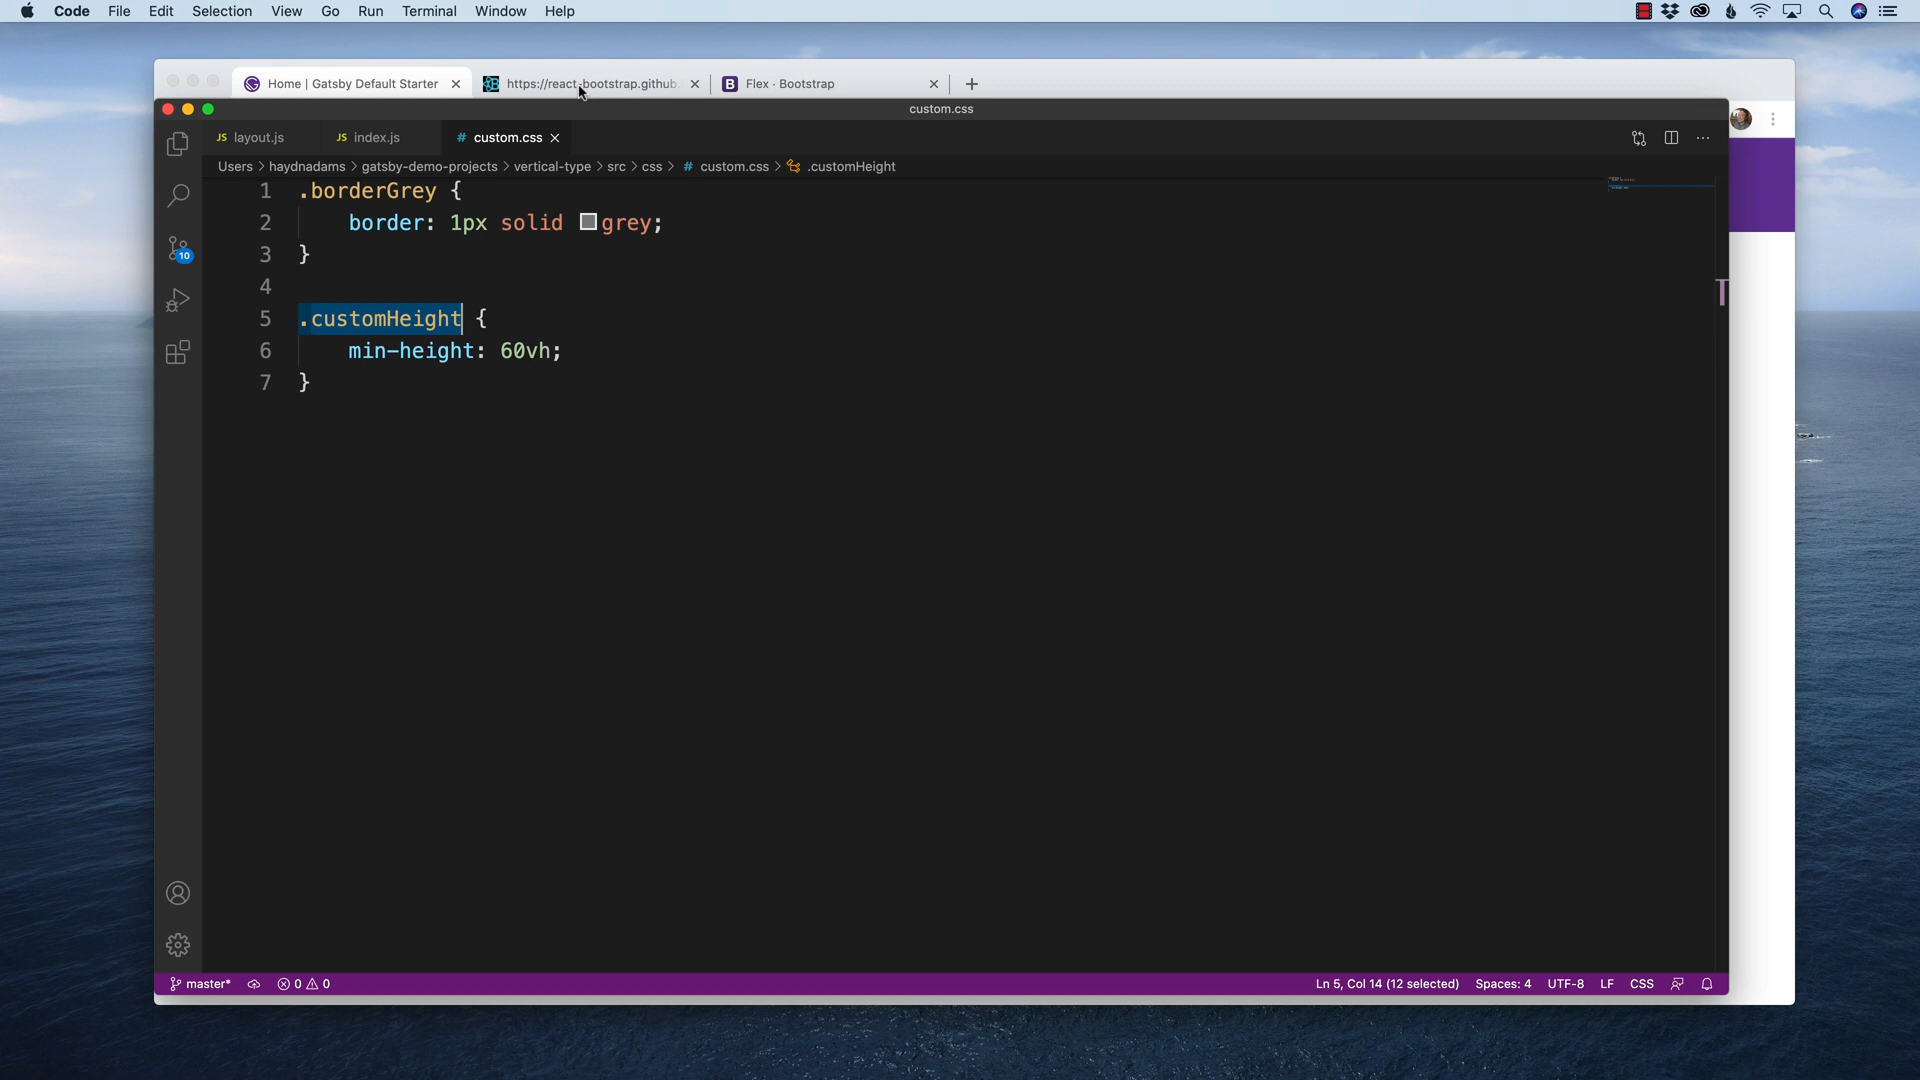 Code File Edit Selection View Go Run Terminal Window Help
Home | Gatsby Default Starter https://react-bootstrap.github. B Flex · Bootstrap
custom.css
JS layout.js JS index.js # custom.css
Users > haydnadams > gatsby-demo-projects > vertical-type > src > css > # custom.css > .customHeight
1 .borderGrey {
2 border: 1px solid grey;
3 }
4
5 .customHeight {
6 min-height: 60vh;
7 }
10
T
master* 0 0 Ln 5, Col 14 (12 selected) Spaces: 4 UTF-8 LF CSS